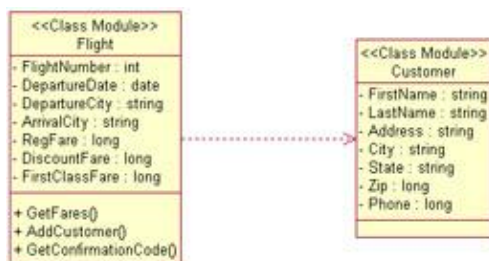 <<Class Module>>
Flight
- FlightNumber : int
- DepartureDate : date
- DepartureCity : string
- ArrivalCity : string
- RegFare : long
- DiscountFare : long
- FirstClassFare : long
+ GetFares()
+ AddCustomer()
+ GetConfirmationCode()
<<Class Module>>
Customer
- FirstName : string
- LastName : string
- Address : string
- City : string
- State : string
- Zip : long
- Phone : long